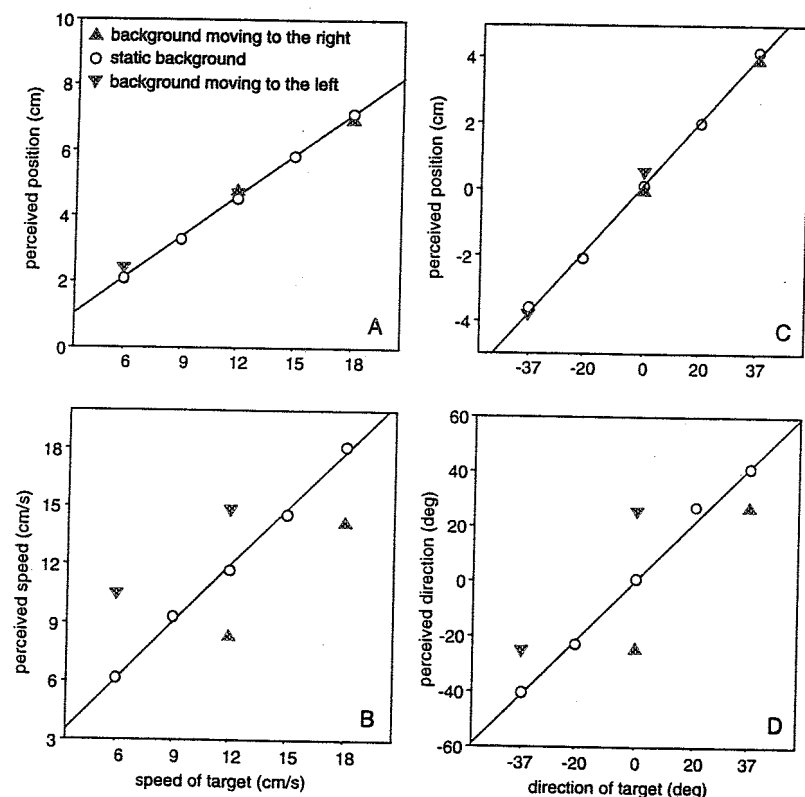 10
8
6
4
2
0
perceived position (cm)
background moving to the right
static background
background moving to the left
A
6 9 12 15 18
4
2
0
-2
-4
perceived position (cm)
C
-37 -20 0 20 37
18
15
12
9
6
3
perceived speed (cm/s)
B
6 9 12 15 18
speed of target (cm/s)
60
40
20
0
-20
-40
-60
perceived direction (deg)
D
-37 -20 0 20 37
direction of target (deg)